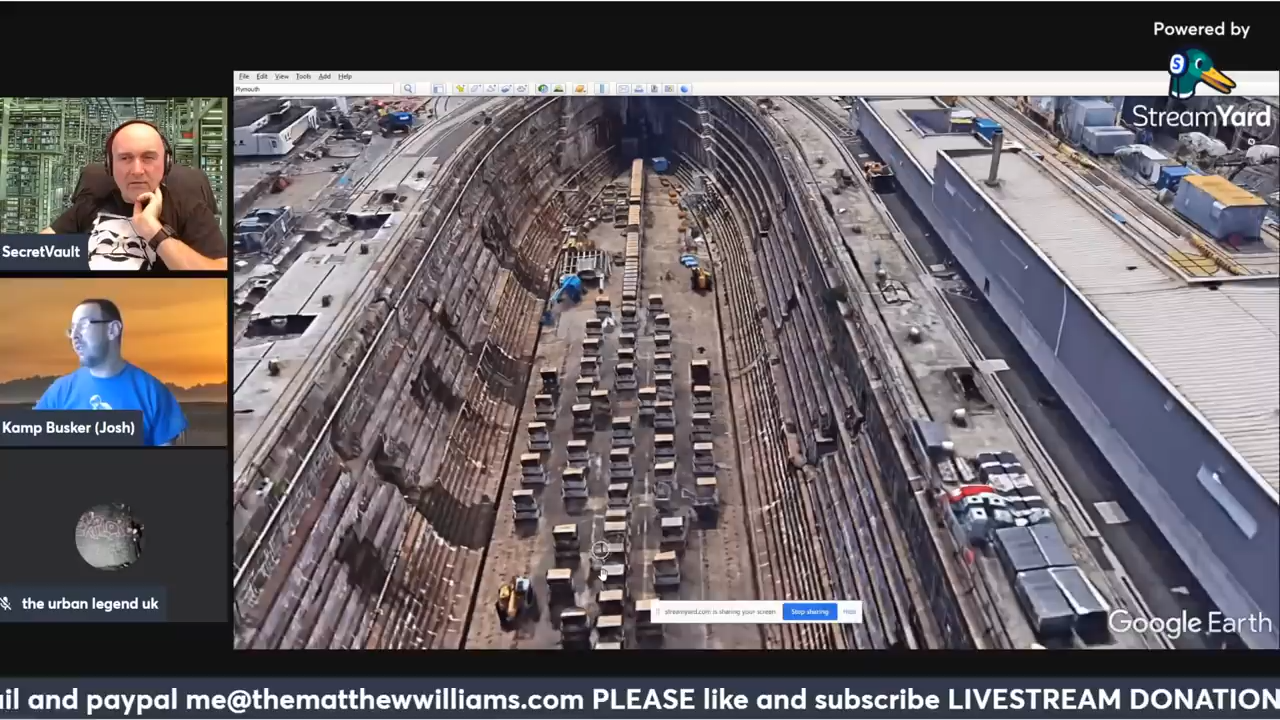 Powered by
StreamYard
File Edit View Tools Add Help
Plymouth
SecretVault
Kamp Busker (Josh)
the urban legend uk
streamyard.com is sharing your screen Stop sharing Hide
Google Earth
ail and paypal me@thematthewwilliams.com PLEASE like and subscribe LIVESTREAM DONATION